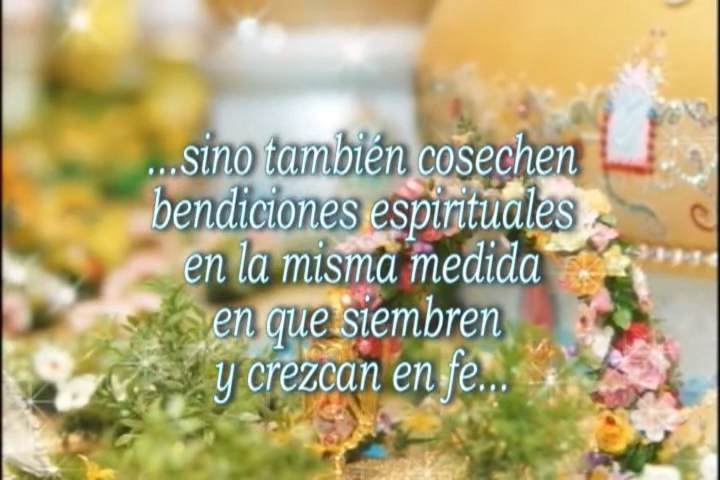 ...sino también cosechen
bendiciones espirituales
en la misma medida
en que siembren
y crezcan en fe...